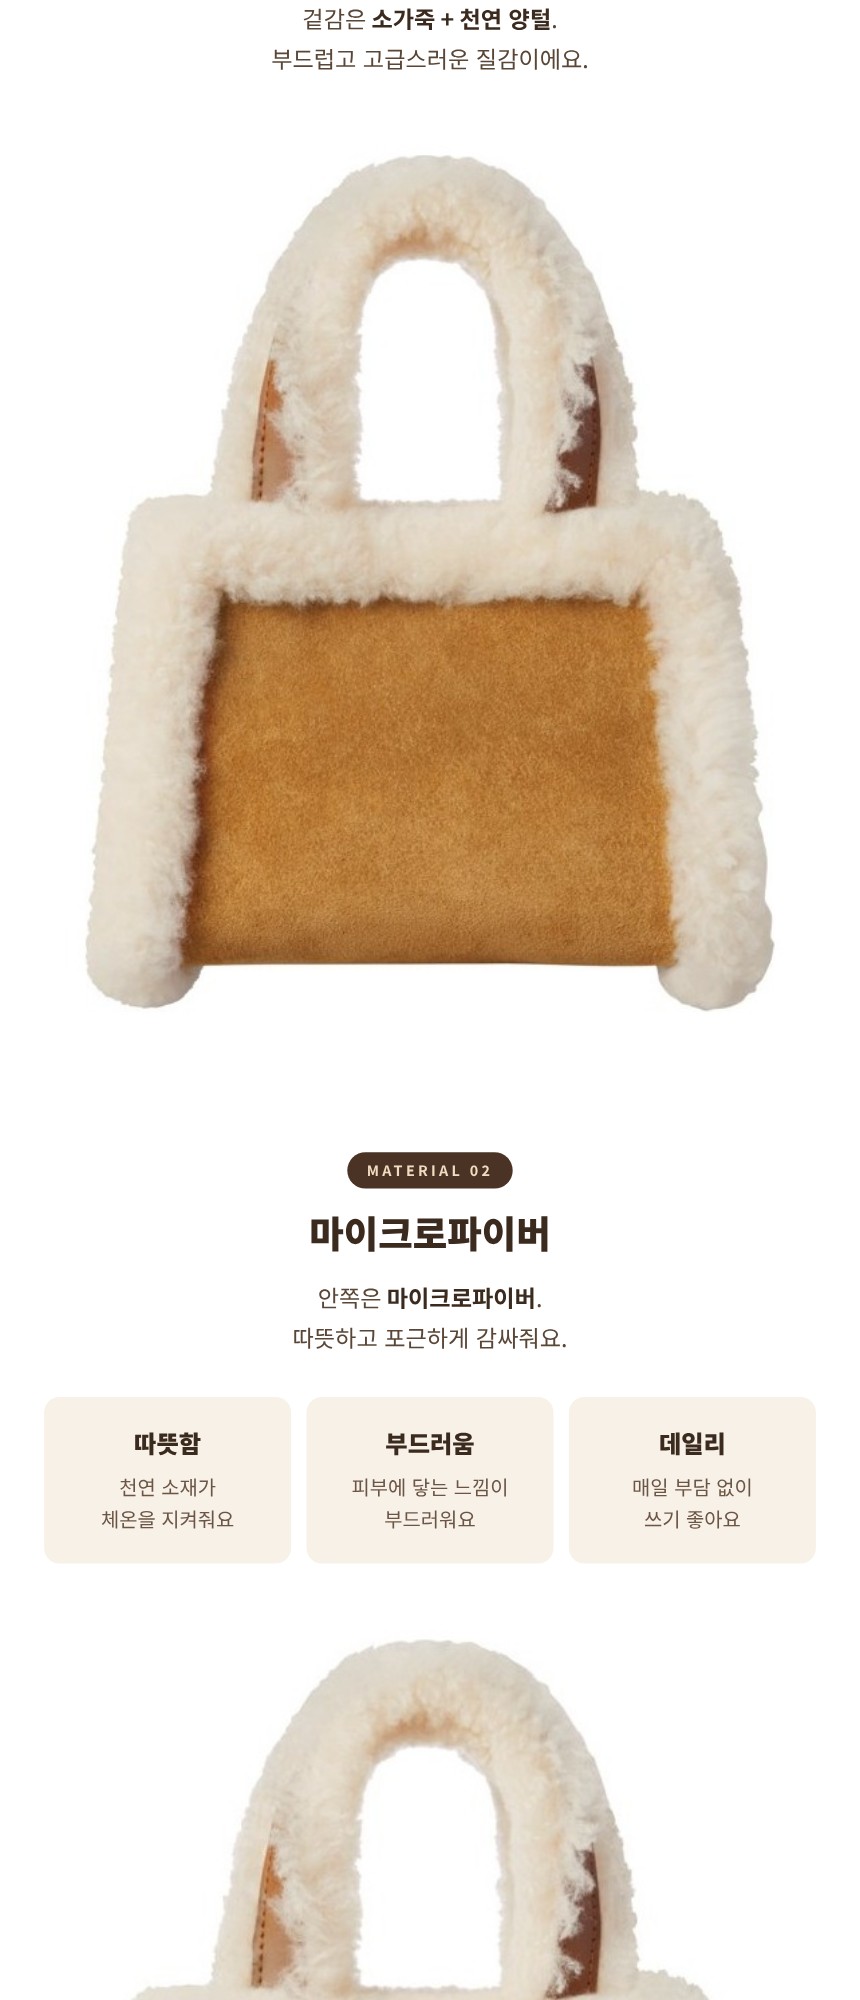 겉감은 소가죽 + 천연 양털.
부드럽고 고급스러운 질감이에요.
MATERIAL 02
마이크로파이버
안쪽은 마이크로파이버.
따뜻하고 포근하게 감싸줘요.
따뜻함
천연 소재가
체온을 지켜줘요
부드러움
피부에 닿는 느낌이
부드러워요
데일리
매일 부담 없이
쓰기 좋아요